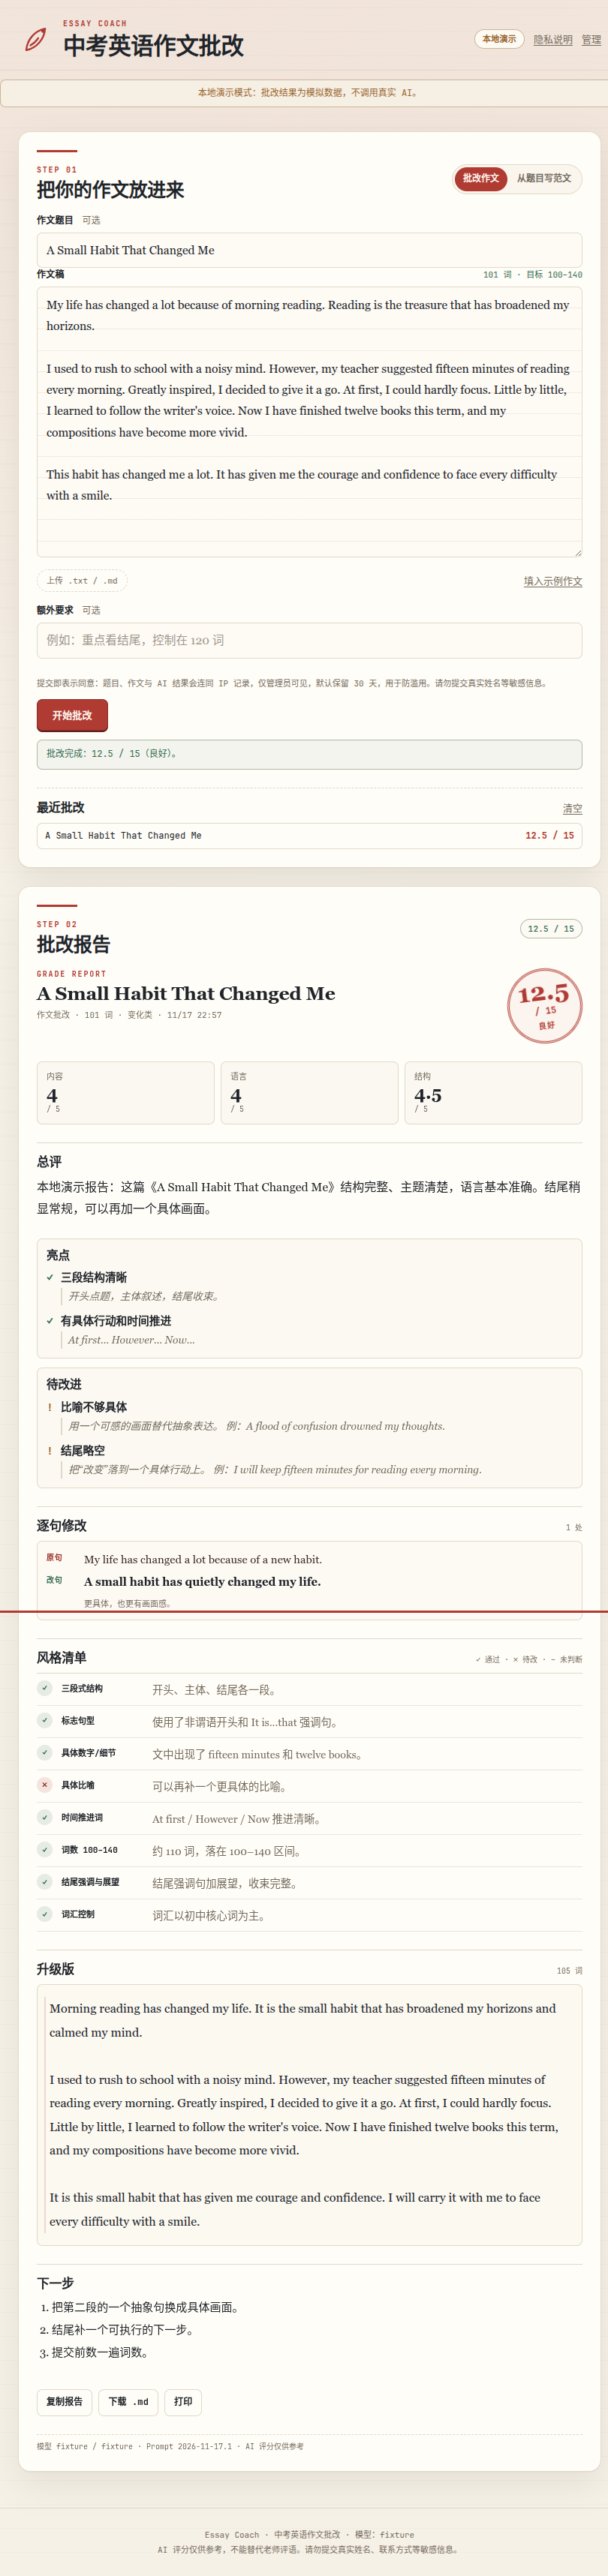 ESSAY COACH
中考英语作文批改
本地演示
隐私说明
管理
本地演示模式：批改结果为模拟数据，不调用真实 AI。
STEP 01
把你的作文放进来
批改作文
从题目写范文
作文题目 可选
A Small Habit That Changed Me
作文稿
101 词 · 目标 100-140
My life has changed a lot because of morning reading. Reading is the treasure that has broadened my
horizons.
I used to rush to school with a noisy mind. However, my teacher suggested fifteen minutes of reading
every morning. Greatly inspired, I decided to give it a go. At first, I could hardly focus. Little by little,
I learned to follow the writer's voice. Now I have finished twelve books this term, and my
compositions have become more vivid.
This habit has changed me a lot. It has given me the courage and confidence to face every difficulty
with a smile.
上传 .txt / .md
填入示例作文
额外要求 可选
例如：重点看结尾，控制在 120 词
提交即表示同意：题目、作文与 AI 结果会连同 IP 记录，仅管理员可见，默认保留 30 天，用于防滥用。请勿提交真实姓名等敏感信息。
开始批改
批改完成：12.5 / 15（良好）。
最近批改
清空
A Small Habit That Changed Me
12.5 / 15
STEP 02
批改报告
12.5 / 15
GRADE REPORT
A Small Habit That Changed Me
作文批改 · 101 词 · 变化类 · 11/17 22:57
12.5
/ 15
良好
内容
4
/ 5
语言
4
/ 5
结构
4.5
/ 5
总评
本地演示报告：这篇《A Small Habit That Changed Me》结构完整、主题清楚，语言基本准确。结尾稍
显常规，可以再加一个具体画面。
亮点
✓ 三段结构清晰
开头点题，主体叙述，结尾收束。
✓ 有具体行动和时间推进
At first... However... Now...
待改进
! 比喻不够具体
用一个可感的画面替代抽象表达。 例：A flood of confusion drowned my thoughts.
! 结尾略空
把“改变”落到一个具体行动上。 例：I will keep fifteen minutes for reading every morning.
逐句修改
1 处
原句 My life has changed a lot because of a new habit.
改句 A small habit has quietly changed my life.
更具体，也更有画面感。
风格清单
✓ 通过 · × 待改 · – 未判断
✓ 三段式结构 开头、主体、结尾各一段。
✓ 标志句型 使用了非谓语开头和 It is...that 强调句。
✓ 具体数字/细节 文中出现了 fifteen minutes 和 twelve books。
× 具体比喻 可以再补一个更具体的比喻。
✓ 时间推进词 At first / However / Now 推进清晰。
✓ 词数 100-140 约 110 词，落在 100–140 区间。
✓ 结尾强调与展望 结尾强调句加展望，收束完整。
✓ 词汇控制 词汇以初中核心词为主。
升级版
105 词
Morning reading has changed my life. It is the small habit that has broadened my horizons and
calmed my mind.
I used to rush to school with a noisy mind. However, my teacher suggested fifteen minutes of
reading every morning. Greatly inspired, I decided to give it a go. At first, I could hardly focus.
Little by little, I learned to follow the writer's voice. Now I have finished twelve books this term,
and my compositions have become more vivid.
It is this small habit that has given me courage and confidence. I will carry it with me to face
every difficulty with a smile.
下一步
1. 把第二段的一个抽象句换成具体画面。
2. 结尾补一个可执行的下一步。
3. 提交前数一遍词数。
复制报告
下载 .md
打印
模型 fixture / fixture · Prompt 2026-11-17.1 · AI 评分仅供参考
Essay Coach · 中考英语作文批改 · 模型：fixture
AI 评分仅供参考，不能替代老师评语。请勿提交真实姓名、联系方式等敏感信息。